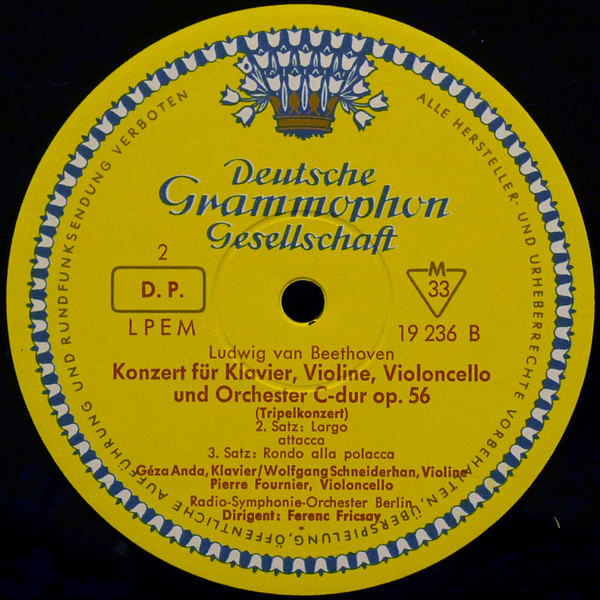 ALLE HERSTELLER- UND URHEBERRECHTE VORBEHALTEN, ÜBERSPIELUNG, ÖFFENTLICHE AUFFÜHRUNG UND RUNDFUNKSENDUNG VERBOTEN
Deutsche
Grammophon
Gesellschaft
2
D. P.
LPEM
M
33
19 236 B
Ludwig van Beethoven
Konzert für Klavier, Violine, Violoncello
und Orchester C-dur op. 56
(Tripelkonzert)
2. Satz: Largo
attacca
3. Satz: Rondo alla polacca
Géza Anda, Klavier/Wolfgang Schneiderhan, Violine
Pierre Fournier, Violoncello
Radio-Symphonie-Orchester Berlin
Dirigent: Ferenc Fricsay